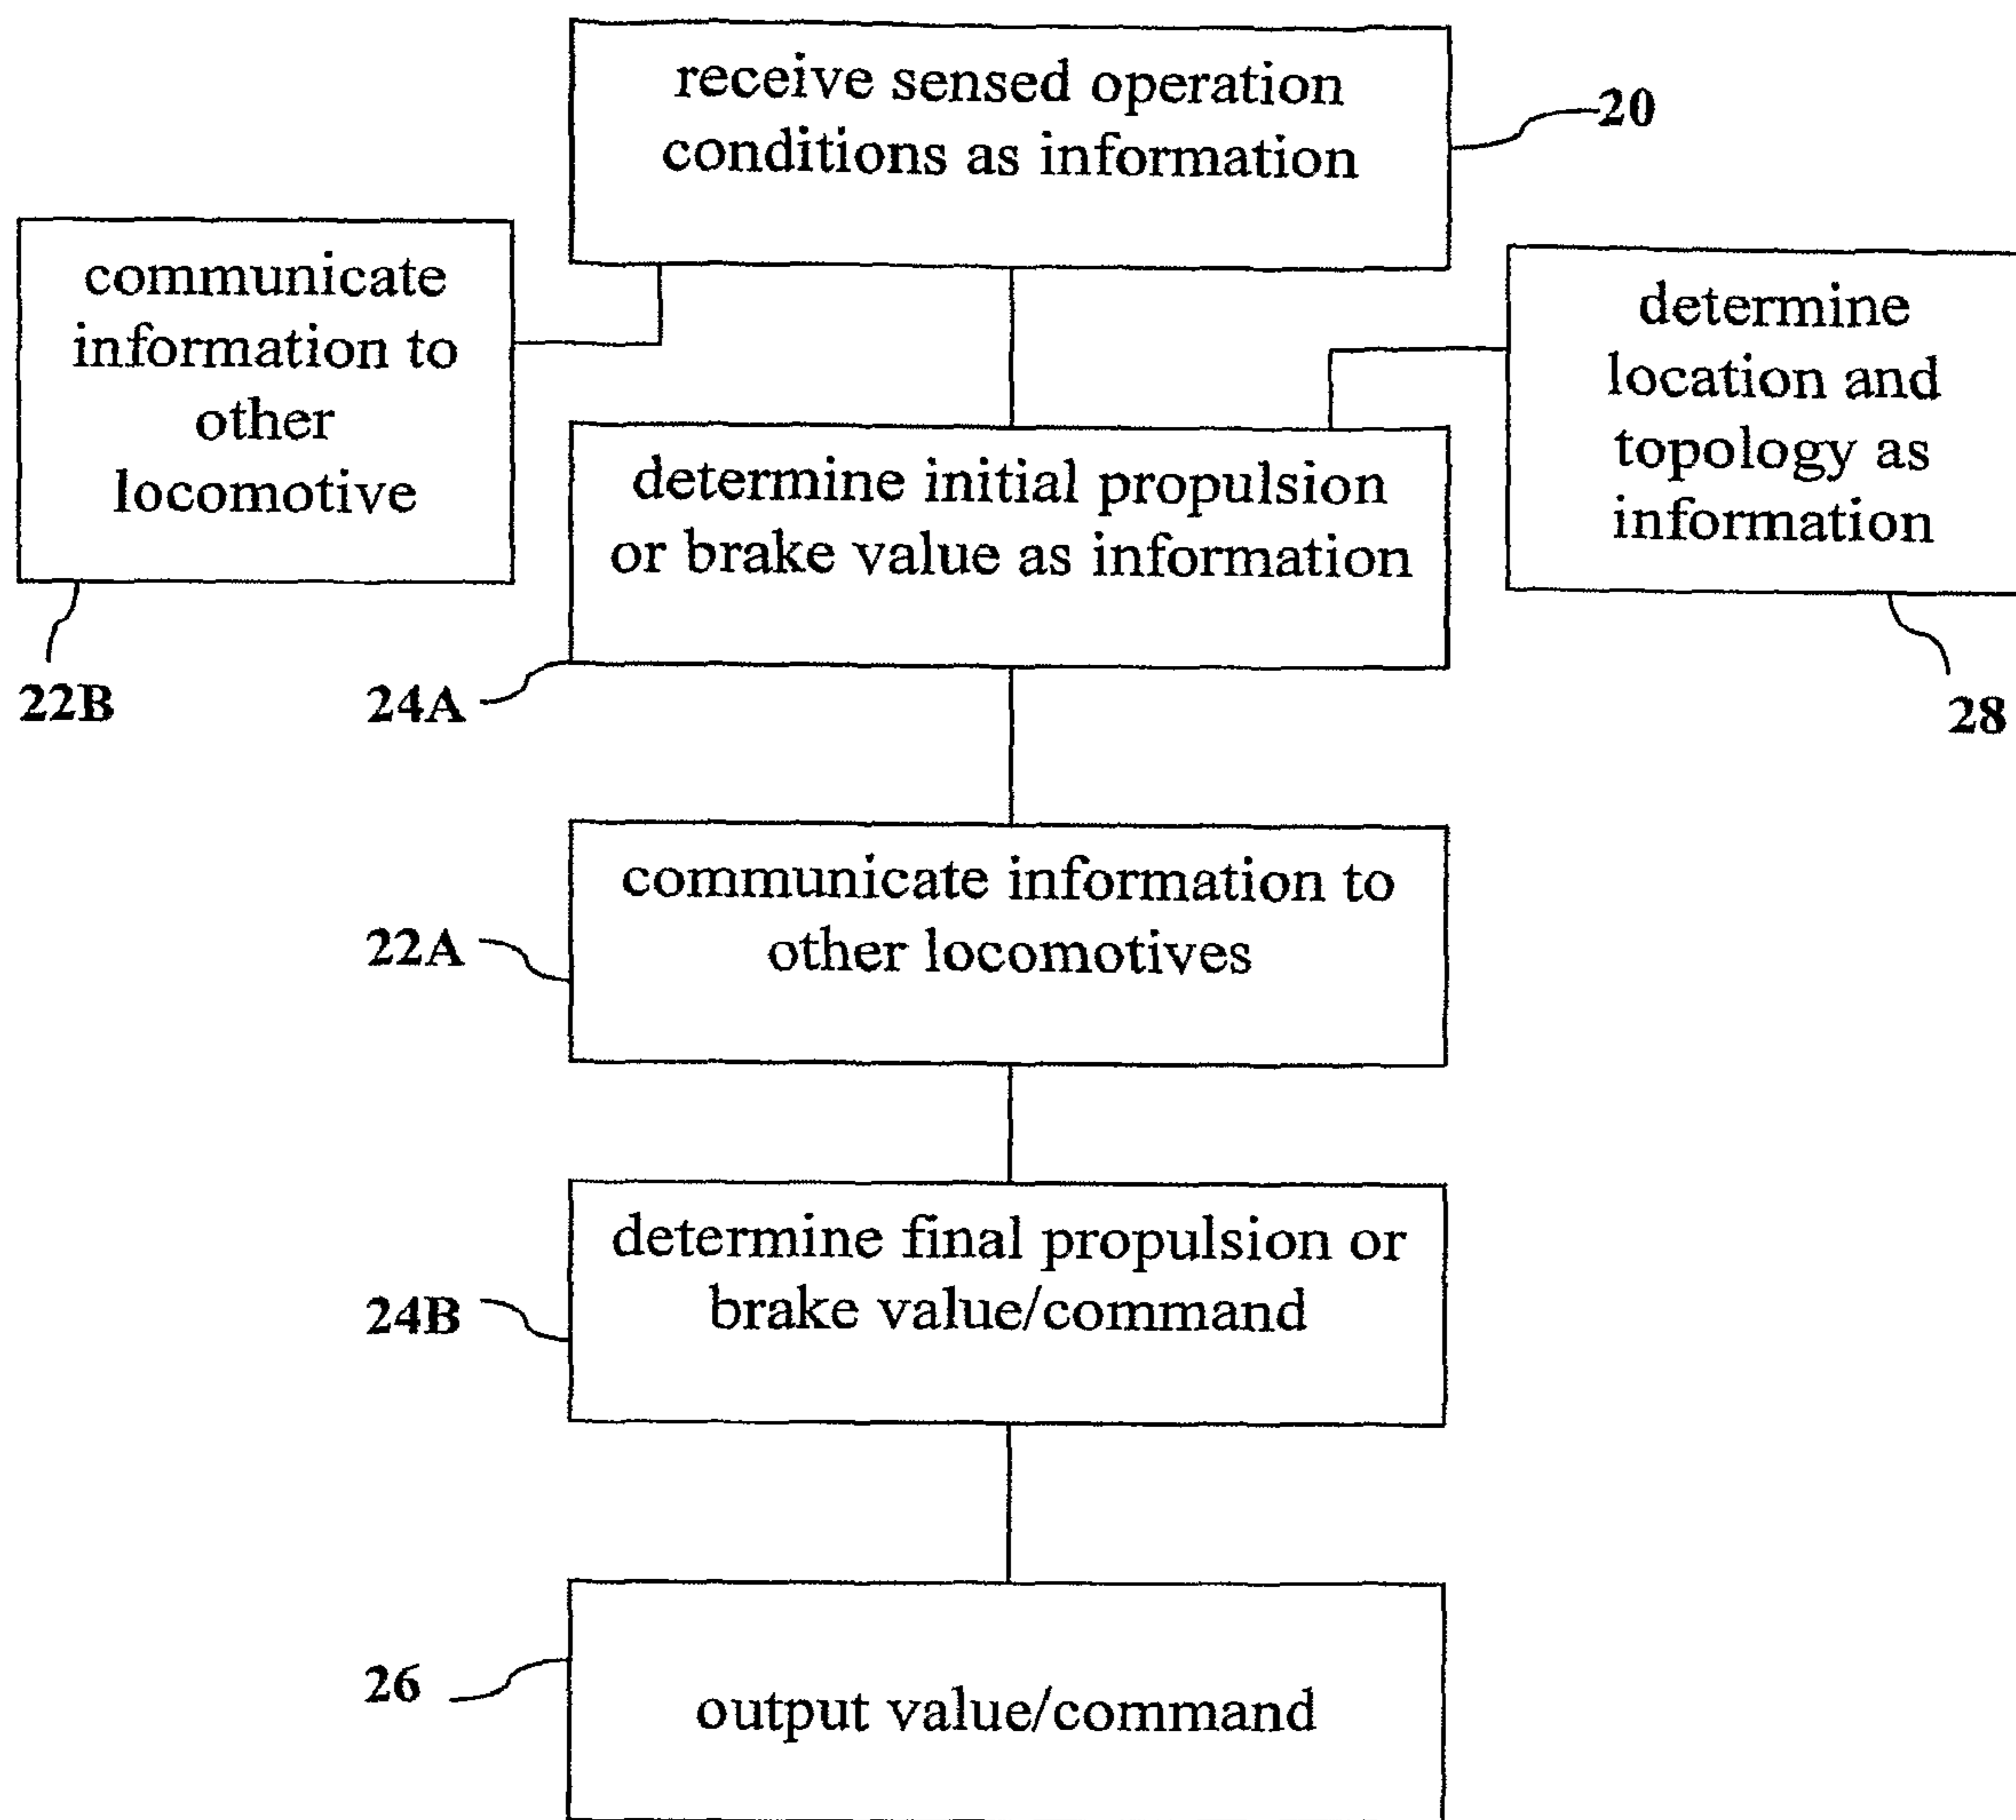 receive sensed operation
conditions as information
20
communicate
information to
other
locomotive
22B
determine
location and
topology as
information
28
determine initial propulsion
or brake value as information
24A
communicate information to
other locomotives
22A
determine final propulsion or
brake value/command
24B
output value/command
26